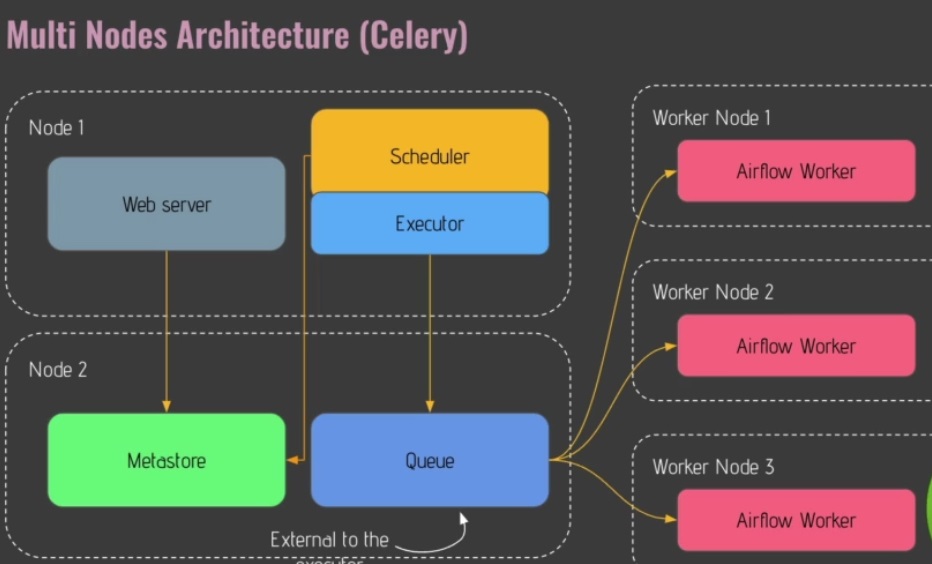 Multi Nodes Architecture (Celery)
Node 1
Web server
Scheduler
Executor
Node 2
Metastore
Queue
External to the
executor
Worker Node 1
Airflow Worker
Worker Node 2
Airflow Worker
Worker Node 3
Airflow Worker